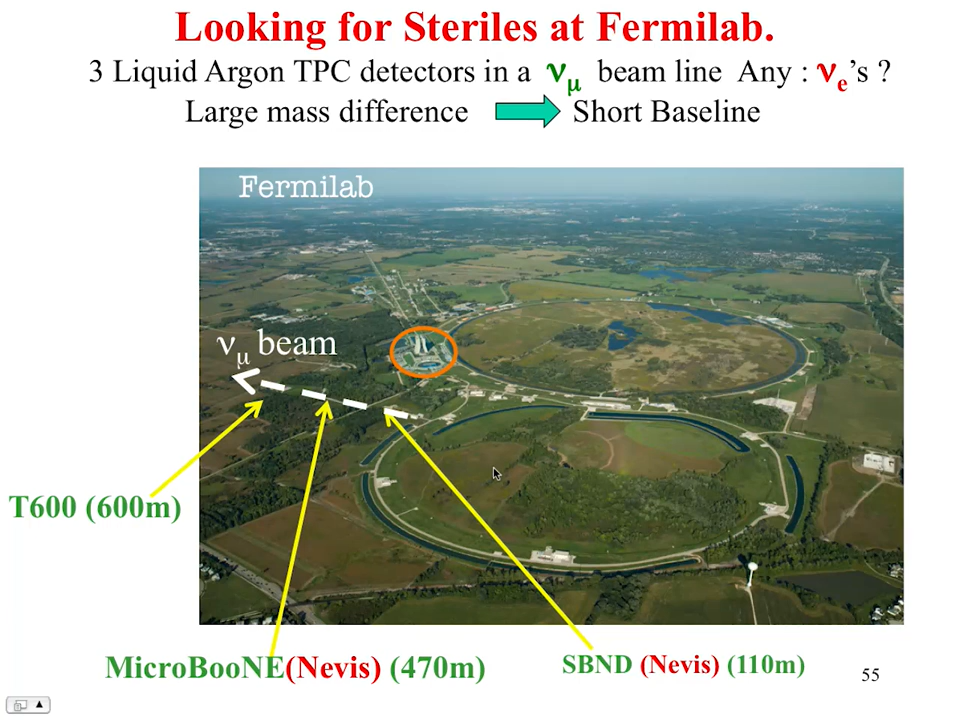 Looking for Steriles at Fermilab.
3 Liquid Argon TPC detectors in a νμ beam line Any : νe's ?
Large mass difference Short Baseline
Fermilab
νμ beam
T600 (600m)
MicroBooNE(Nevis) (470m)
SBND (Nevis) (110m)
55